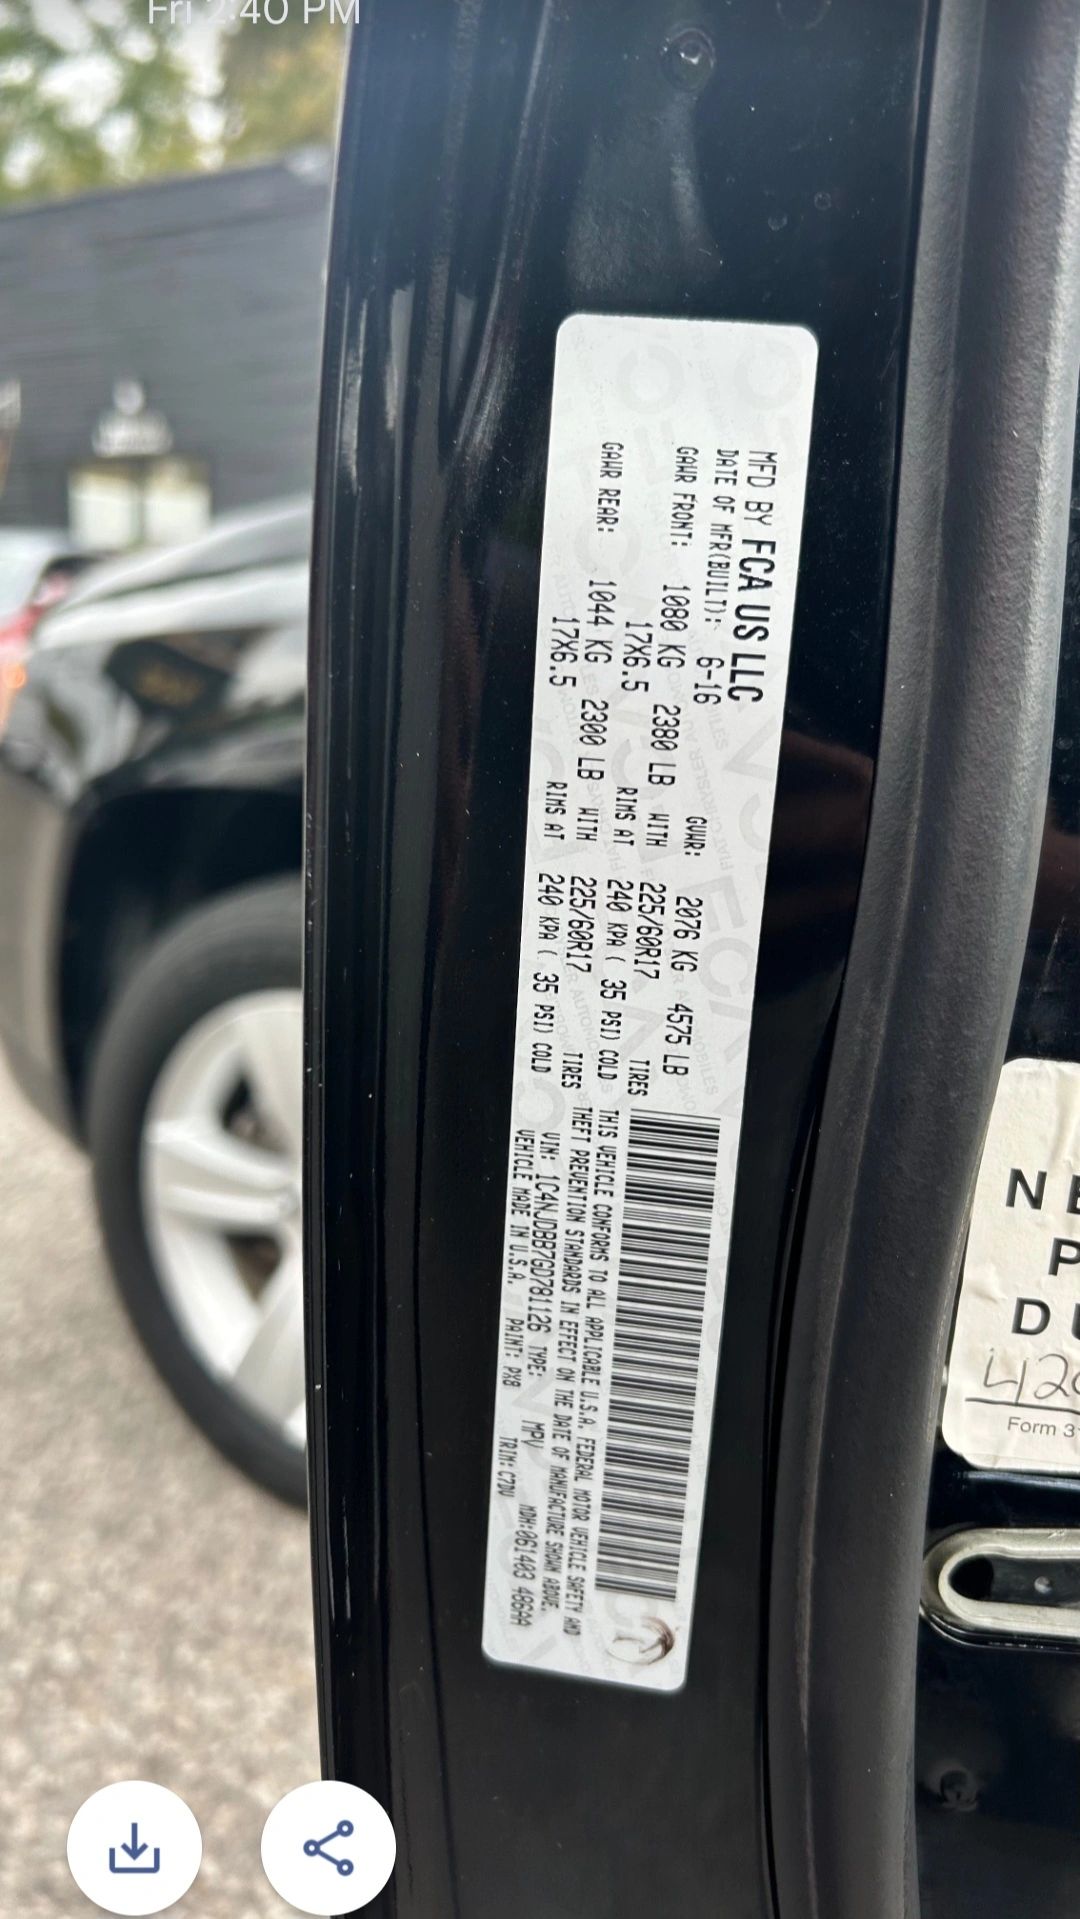 Fri 2:40 PM
MFD BY FCA US LLC
DATE OF MFR(BUILT): 6-16 GVWR: 2076 KG 4575 LB
GAWR FRONT: 1080 KG 2380 LB WITH 225/60R17 TIRES
17X6.5 RIMS AT 240 KPA ( 35 PSI) COLD
GAWR REAR: 1044 KG 2300 LB WITH 225/60R17 TIRES
17X6.5 RIMS AT 240 KPA ( 35 PSI) COLD
THIS VEHICLE CONFORMS TO ALL APPLICABLE U.S.A. FEDERAL MOTOR VEHICLE SAFETY AND
THEFT PREVENTION STANDARDS IN EFFECT ON THE DATE OF MANUFACTURE SHOWN ABOVE.
VIN: 1C4NJDBB7GD781126 TYPE: MPV MDH:061403 486AA
VEHICLE MADE IN U.S.A. PAINT: PX8 TRIM: C7DV
Form